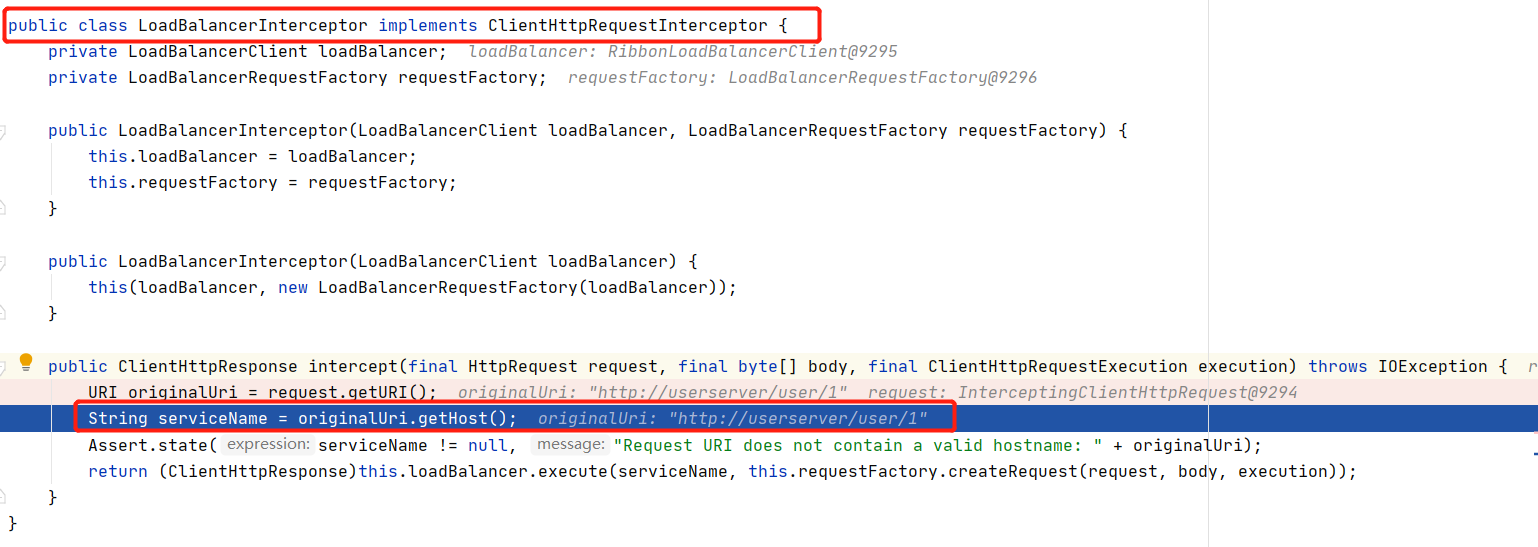 public class LoadBalancerInterceptor implements ClientHttpRequestInterceptor {
private LoadBalancerClient loadBalancer; loadBalancer: RibbonLoadBalancerClient@9295
private LoadBalancerRequestFactory requestFactory; requestFactory: LoadBalancerRequestFactory@9296
public LoadBalancerInterceptor(LoadBalancerClient loadBalancer, LoadBalancerRequestFactory requestFactory) {
this.loadBalancer = loadBalancer;
this.requestFactory = requestFactory;
}
public LoadBalancerInterceptor(LoadBalancerClient loadBalancer) {
this(loadBalancer, new LoadBalancerRequestFactory(loadBalancer));
}
public ClientHttpResponse intercept(final HttpRequest request, final byte[] body, final ClientHttpRequestExecution execution) throws IOException { r
URI originalUri = request.getURI(); originalUri: "http://userserver/user/1" request: InterceptingClientHttpRequest@9294
String serviceName = originalUri.getHost(); originalUri: "http://userserver/user/1"
Assert.state( expression: serviceName != null, message: "Request URI does not contain a valid hostname: " + originalUri);
return (ClientHttpResponse)this.loadBalancer.execute(serviceName, this.requestFactory.createRequest(request, body, execution));
}
}